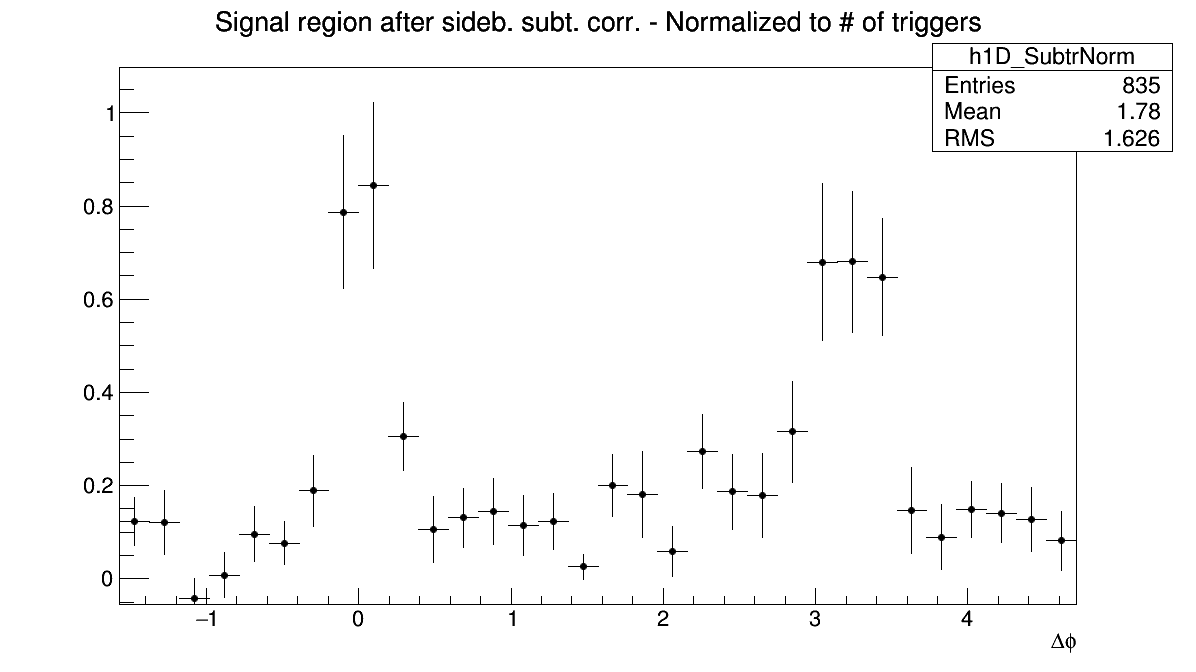 Signal region after sideb. subt. corr. - Normalized to # of triggers
h1D_SubtrNorm
Entries 835
Mean 1.78
RMS 1.626
1
0.8
0.6
0.4
0.2
0
−1 0 1 2 3 4
Δϕ